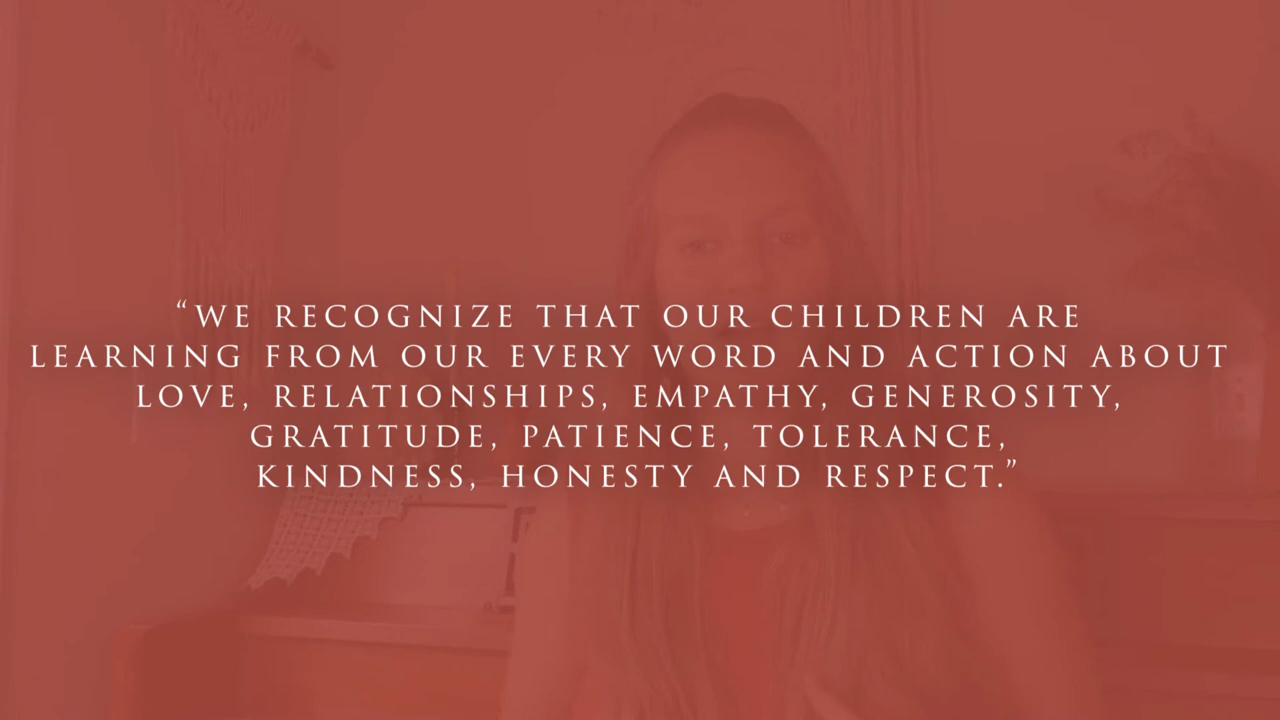 “WE RECOGNIZE THAT OUR CHILDREN ARE
LEARNING FROM OUR EVERY WORD AND ACTION ABOUT
LOVE, RELATIONSHIPS, EMPATHY, GENEROSITY,
GRATITUDE, PATIENCE, TOLERANCE,
KINDNESS, HONESTY AND RESPECT.”